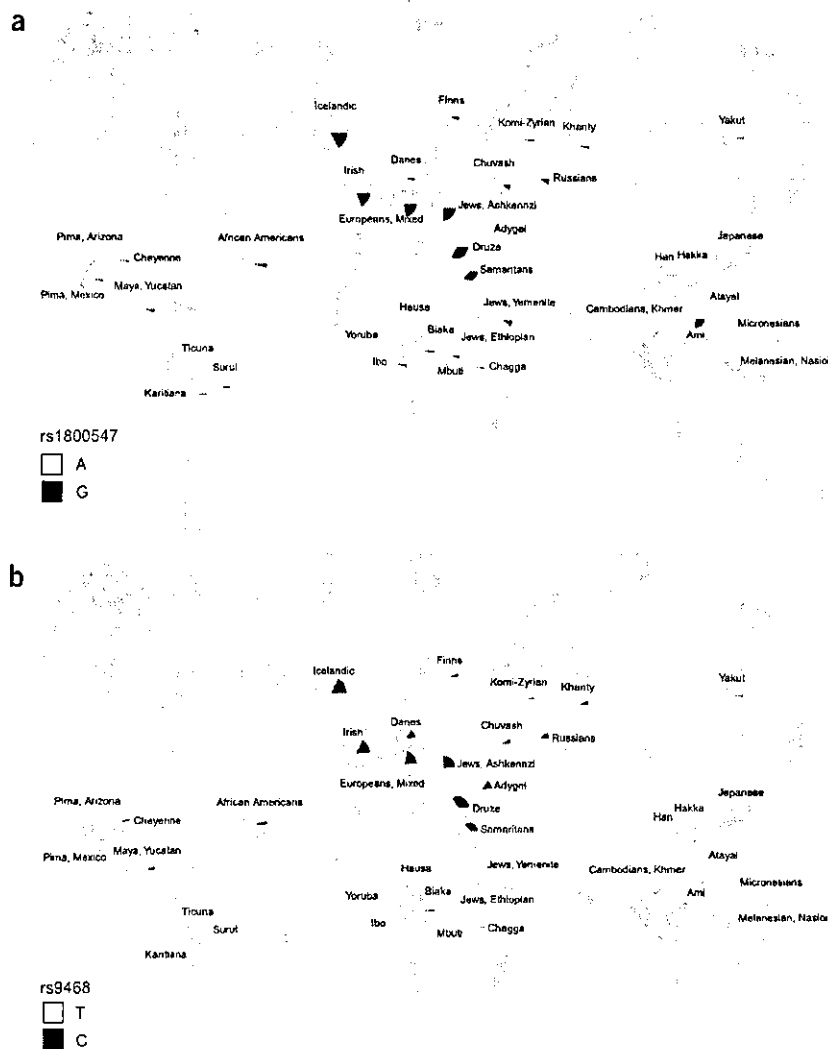 a
Icelandic
Finns
Komi-Zyrian
Khanty
Yakut
Irish
Danes
Chuvash
Russians
Europeans, Mixed
Jews, Ashkennzi
Adygei
Druze
Samaritans
Pima, Arizona
Cheyenne
African Americans
Japanese
Han
Hakka
Pima, Mexico
Maya, Yucatan
Hausa
Jews, Yemenite
Cambodians, Khmer
Atayal
Ami
Micronesians
Yoruba
Biaka
Jews, Ethiopian
Ticuna
Surui
Ibo
Mbuti
Chagga
Melanesian, Nasioi
Karitiana
rs1800547
A
G
b
Icelandic
Finns
Komi-Zyrian
Khanty
Yakut
Irish
Danes
Chuvash
Russians
Europeans, Mixed
Jews, Ashkennzi
Adygei
Druze
Samaritans
Pima, Arizona
Cheyenne
African Americans
Japanese
Han
Hakka
Pima, Mexico
Maya, Yucatan
Hausa
Jews, Yemenite
Cambodians, Khmer
Atayal
Ami
Micronesians
Yoruba
Biaka
Jews, Ethiopian
Ticuna
Surui
Ibo
Mbuti
Chagga
Melanesian, Nasioi
Karitiana
rs9468
T
C